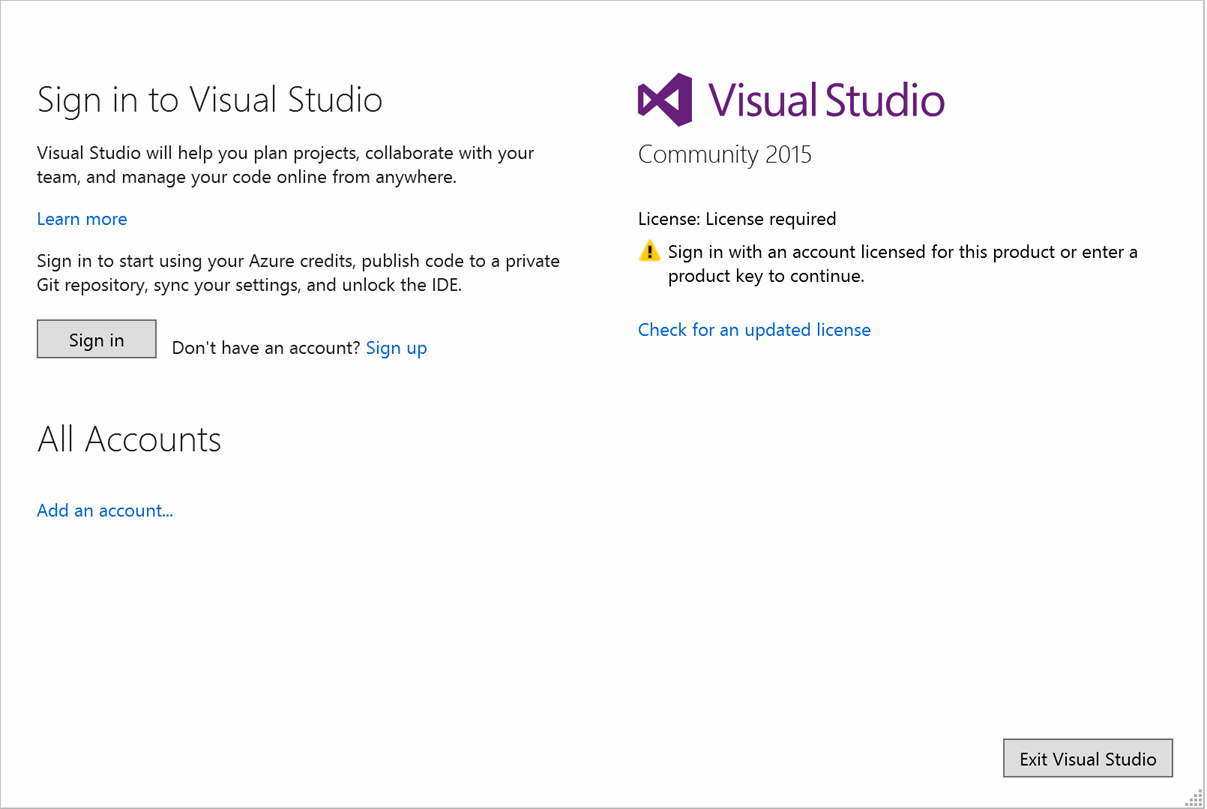 Sign in to Visual Studio
Visual Studio will help you plan projects, collaborate with your
team, and manage your code online from anywhere.
Learn more
Sign in to start using your Azure credits, publish code to a private
Git repository, sync your settings, and unlock the IDE.
Sign in
Don't have an account? Sign up
All Accounts
Add an account...
Visual Studio
Community 2015
License: License required
Sign in with an account licensed for this product or enter a
product key to continue.
Check for an updated license
Exit Visual Studio